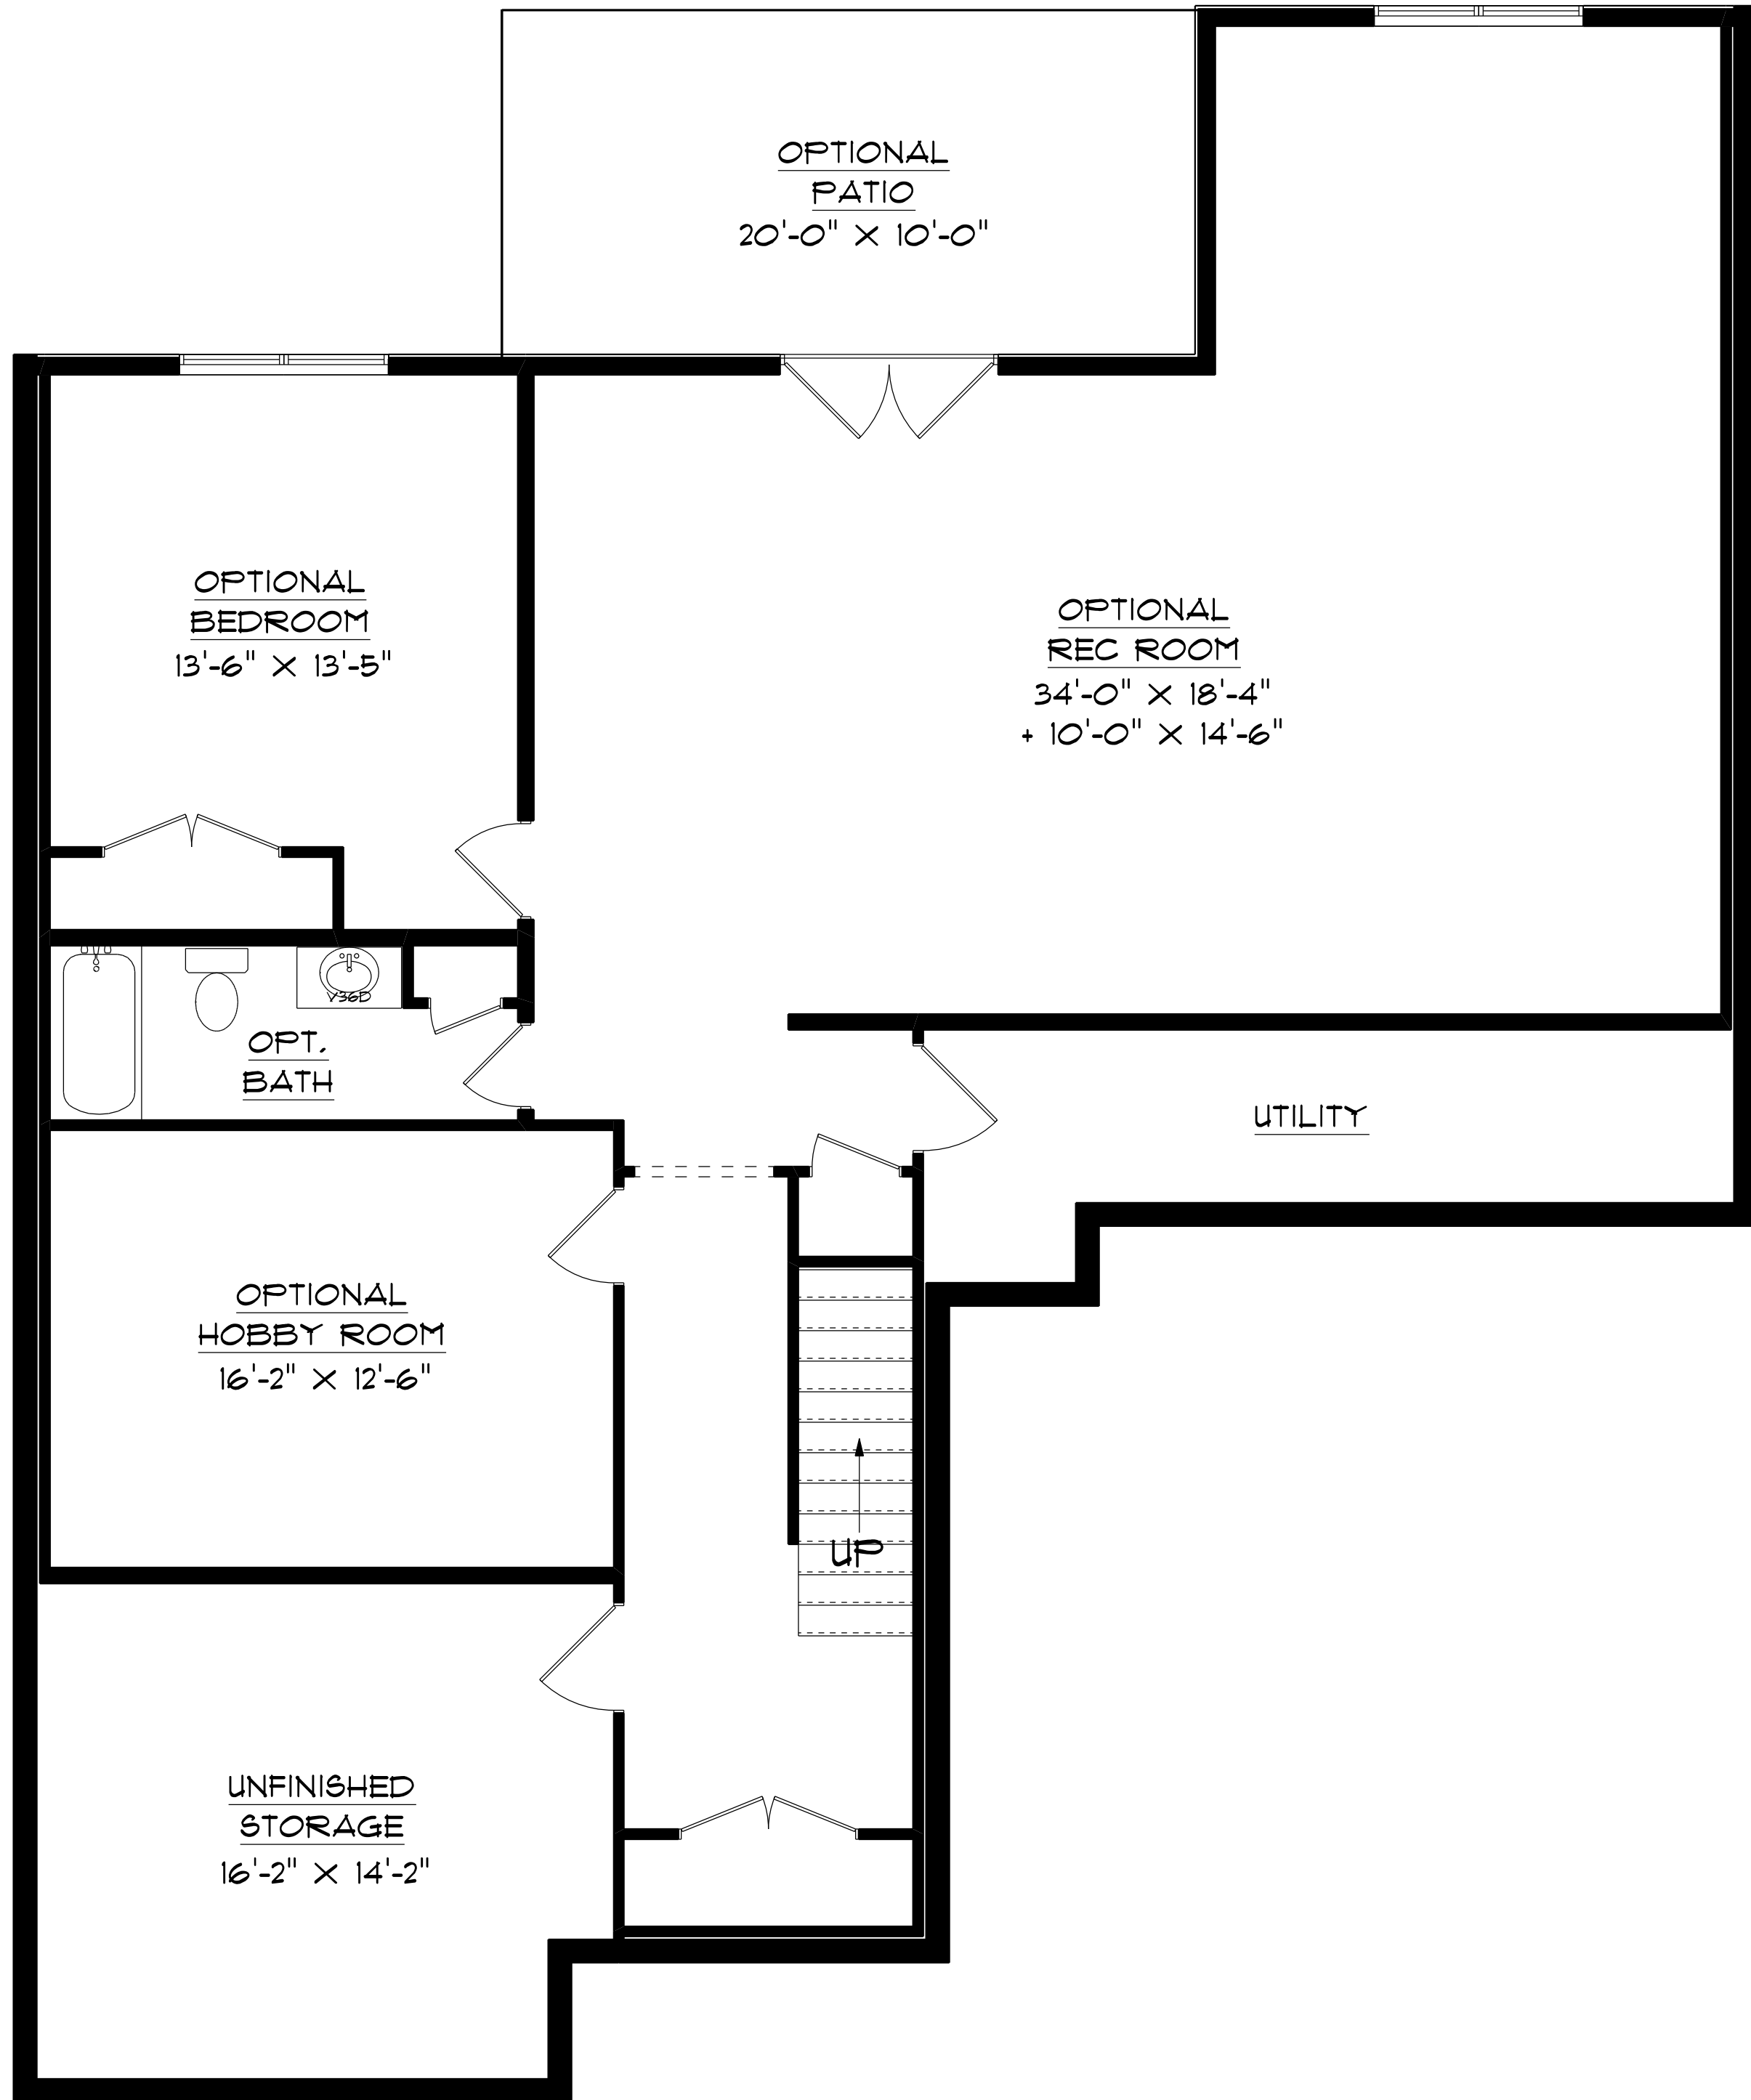 OPTIONAL
PATIO
20'-0" X 10'-0"
OPTIONAL
BEDROOM
13'-6" X 13'-5"
OPTIONAL
REC ROOM
34'-0" X 18'-4"
+ 10'-0" X 14'-6"
V36D
OPT.
BATH
UTILITY
OPTIONAL
HOBBY ROOM
16'-2" X 12'-6"
UP
UNFINISHED
STORAGE
16'-2" X 14'-2"